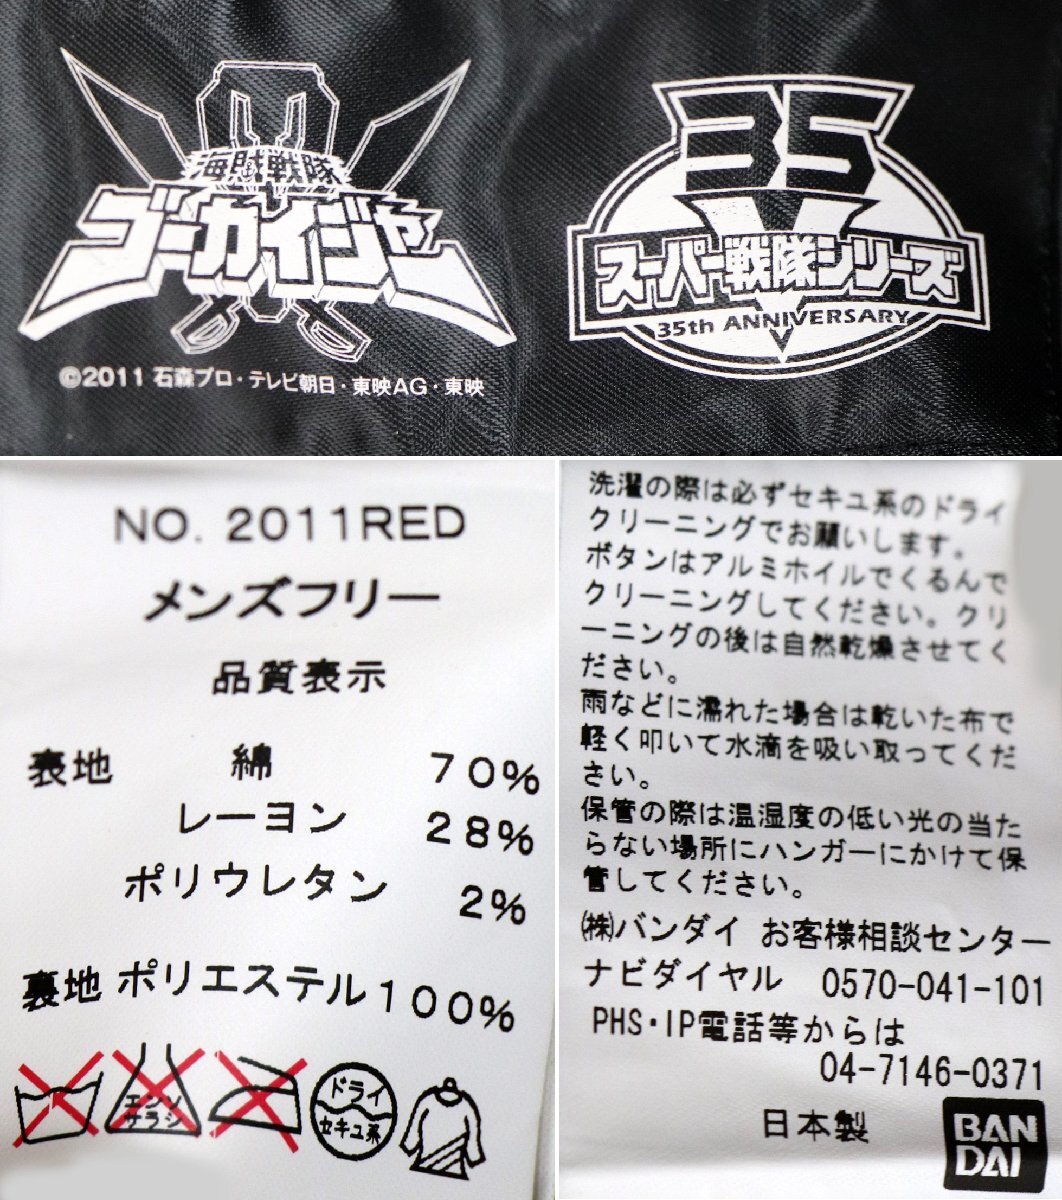 海賊戦隊
ゴーカイジャー
©2011 石森プロ・テレビ朝日・東映AG・東映
35
スーパー戦隊シリーズ
35th ANNIVERSARY
NO. 2011RED
メンズフリー
品質表示
表地 綿 70%
レーヨン 28%
ポリウレタン 2%
裏地 ポリエステル 100%
エンソ
サラシ
ドライ
セキユ系
洗濯の際は必ずセキユ系のドライ
クリーニングでお願いします。
ボタンはアルミホイルでくるんで
クリーニングしてください。クリ
ーニングの後は自然乾燥させてく
ださい。
雨などに濡れた場合は乾いた布で
軽く叩いて水滴を吸い取ってくだ
さい。
保管の際は温湿度の低い光の当た
らない場所にハンガーにかけて保
管してください。
㈱バンダイ お客様相談センター
ナビダイヤル 0570-041-101
PHS・IP電話等からは
04-7146-0371
日本製
BAN
DAI